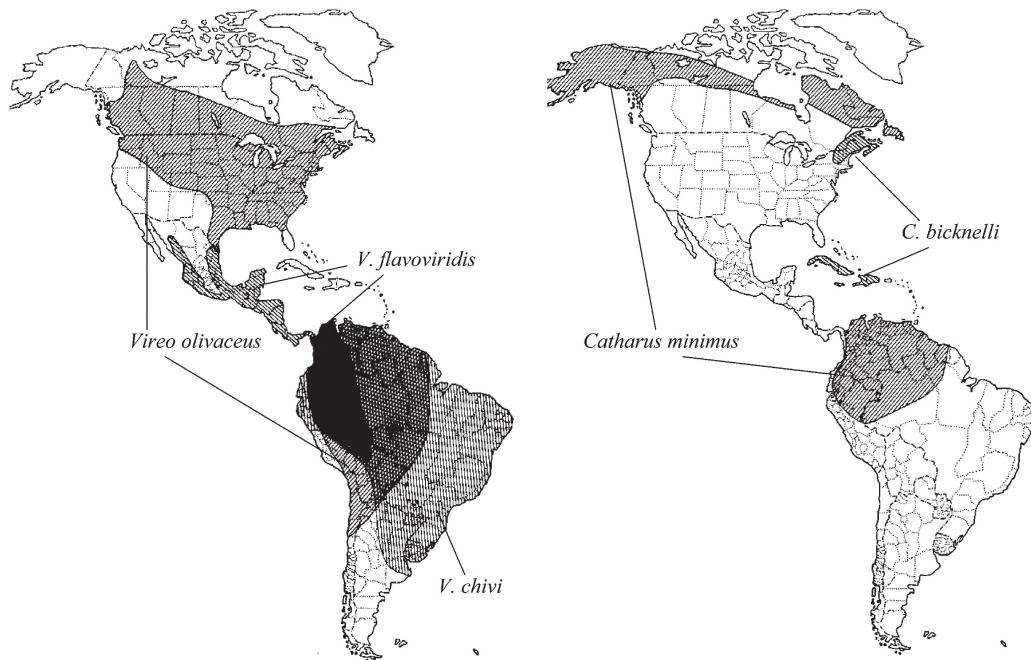 V. flavoviridis
Vireo olivaceus
V. chivi
C. bicknelli
Catharus minimus